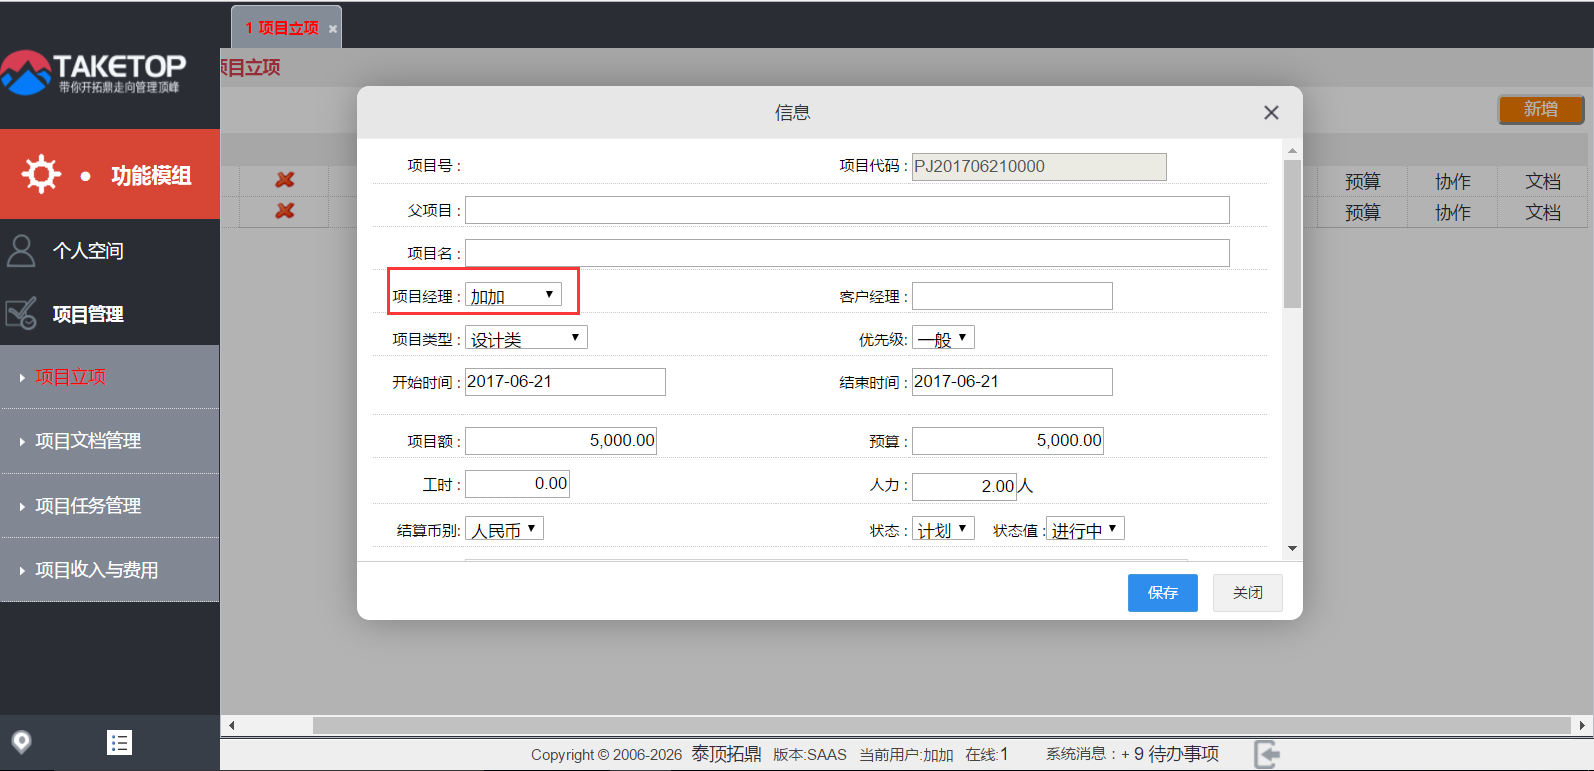 1 项目立项 ×
TAKETOP
带你开拓鼎走向管理顶峰
项目立项
新增
功能模组
个人空间
项目管理
项目立项
项目文档管理
项目任务管理
项目收入与费用
预算 协作 文档
预算 协作 文档
信息
项目号： 项目代码：PJ201706210000
父项目：
项目名：
项目经理：加加 客户经理：
项目类型：设计类 优先级: 一般
开始时间：2017-06-21 结束时间：2017-06-21
项目额：5,000.00 预算：5,000.00
工时：0.00 人力：2.00人
结算币别: 人民币 状态：计划 状态值：进行中
保存 关闭
Copyright © 2006-2026 泰顶拓鼎 版本:SAAS 当前用户:加加 在线:1 系统消息：+ 9 待办事项